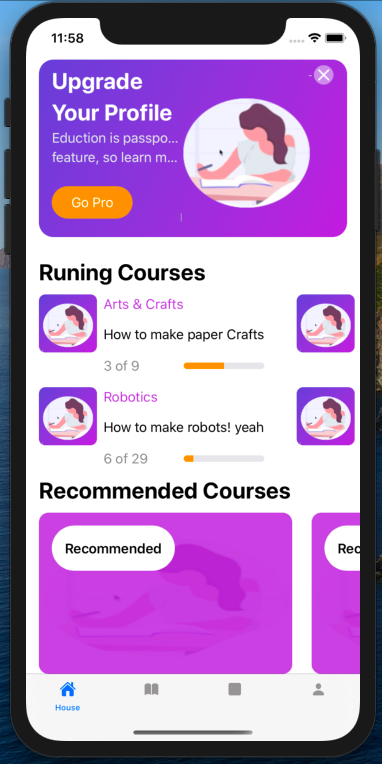 11:58
Upgrade
Your Profile
Eduction is passpo...
feature, so learn m...
Go Pro
Runing Courses
Arts & Crafts
How to make paper Crafts
3 of 9
Robotics
How to make robots! yeah
6 of 29
Recommended Courses
Recommended
Rec
House